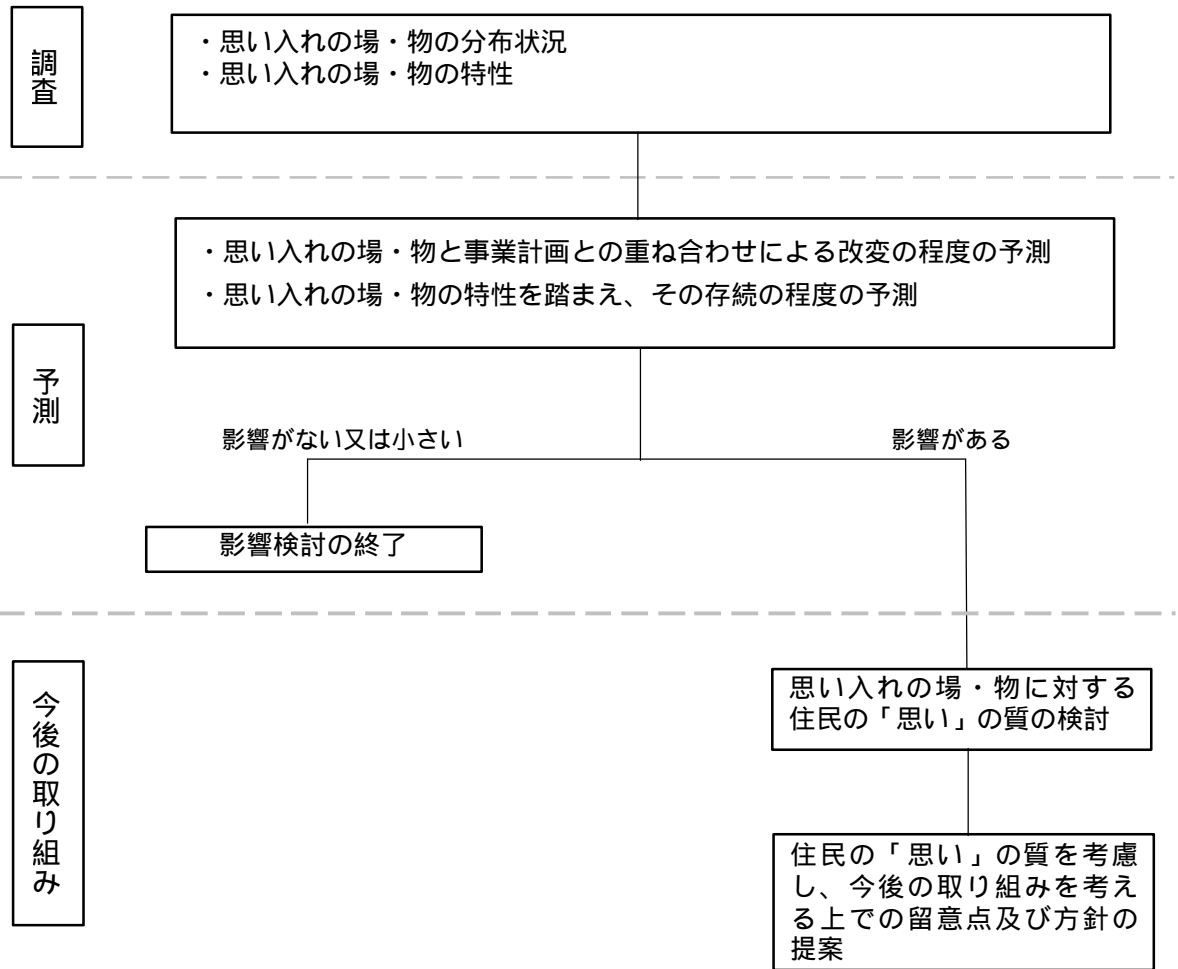 調査
・思い入れの場・物の分布状況
・思い入れの場・物の特性
・思い入れの場・物と事業計画との重ね合わせによる改変の程度の予測
・思い入れの場・物の特性を踏まえ、その存続の程度の予測
予測
影響がない又は小さい
影響がある
影響検討の終了
今後の取り組み
思い入れの場・物に対する
住民の「思い」の質の検討
住民の「思い」の質を考慮
し、今後の取り組みを考え
る上での留意点及び方針の
提案